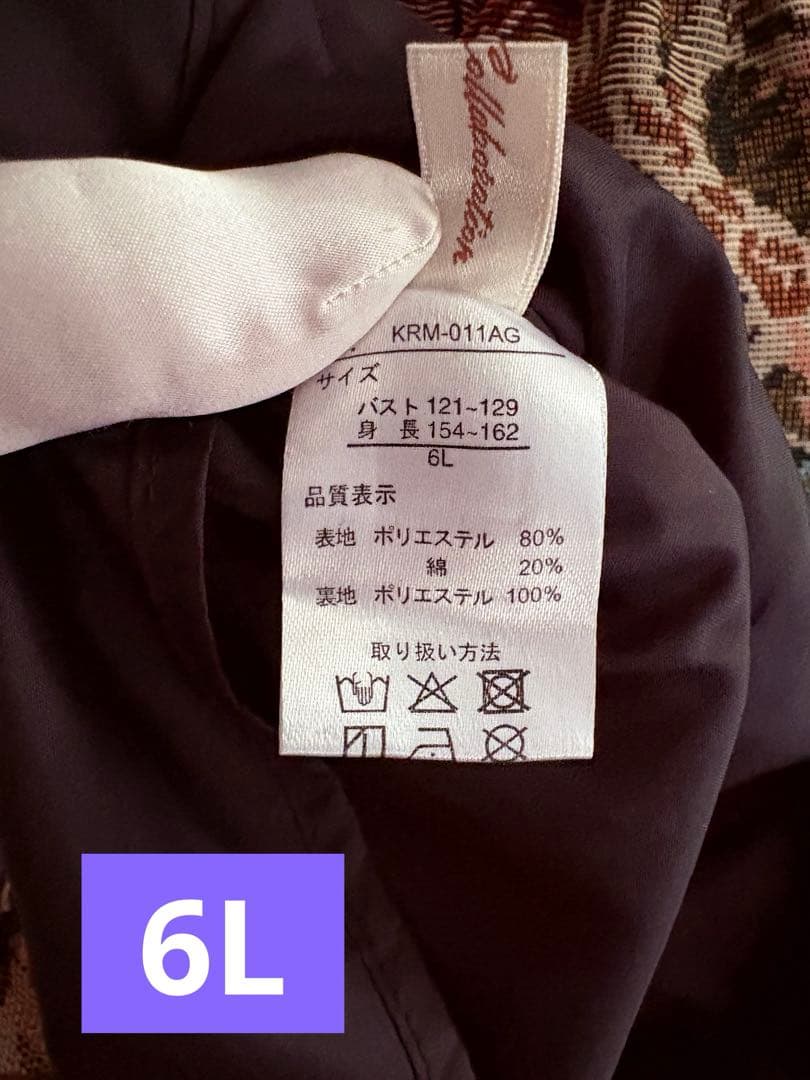 Collaboration
KRM-011AG
サイズ
バスト 121~129
身 長 154~162
6L
品質表示
表地 ポリエステル 80%
綿 20%
裏地 ポリエステル 100%
取り扱い方法
6L